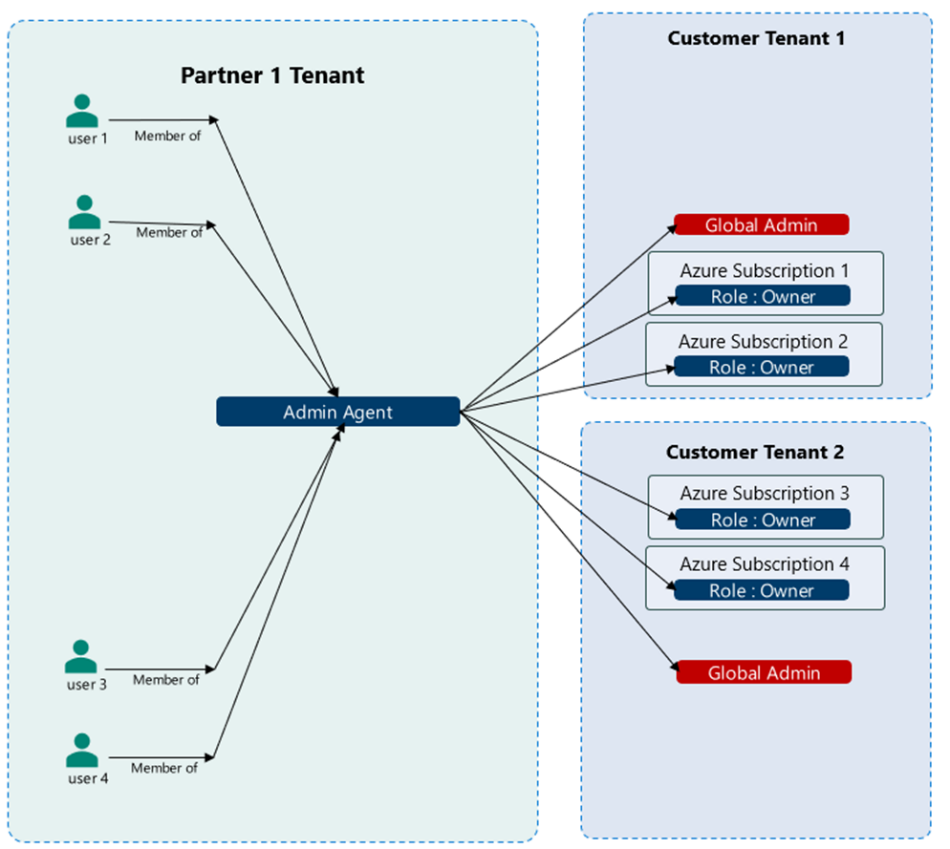 Partner 1 Tenant
user 1
Member of
user 2
Member of
Admin Agent
user 3
Member of
user 4
Member of
Customer Tenant 1
Global Admin
Azure Subscription 1
Role : Owner
Azure Subscription 2
Role : Owner
Customer Tenant 2
Azure Subscription 3
Role : Owner
Azure Subscription 4
Role : Owner
Global Admin